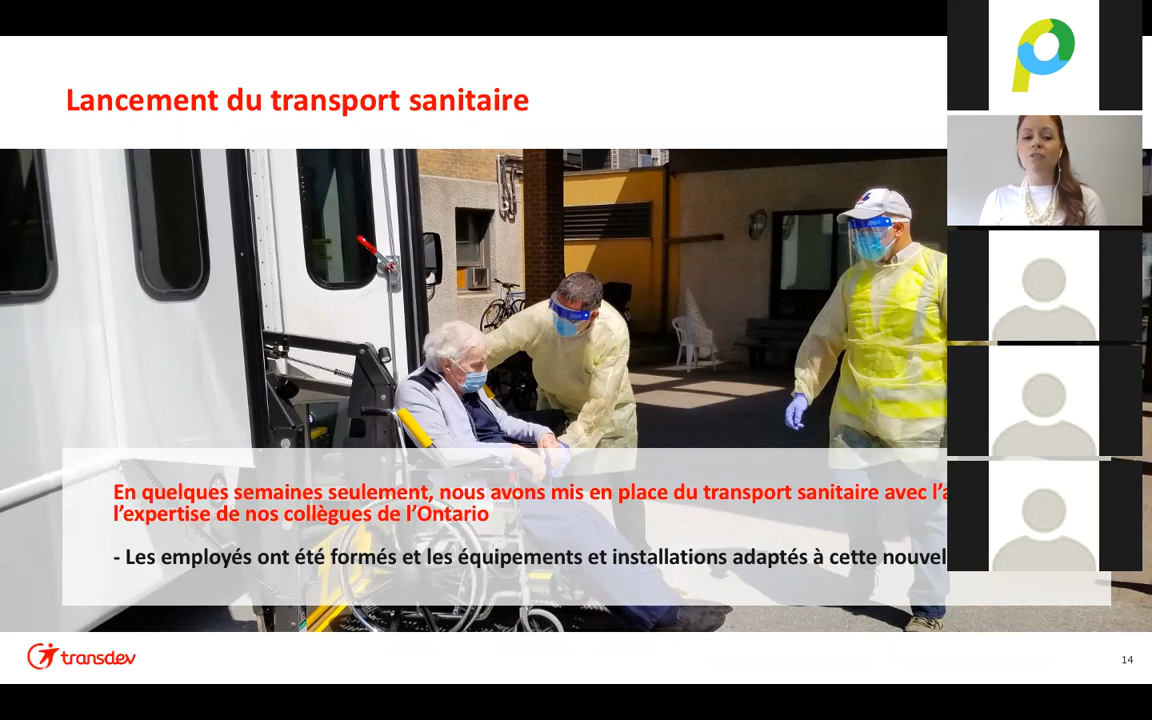 Lancement du transport sanitaire
En quelques semaines seulement, nous avons mis en place du transport sanitaire avec
l'expertise de nos collègues de l'Ontario
- Les employés ont été formés et les équipements et installations adaptés à cette
transdev
14